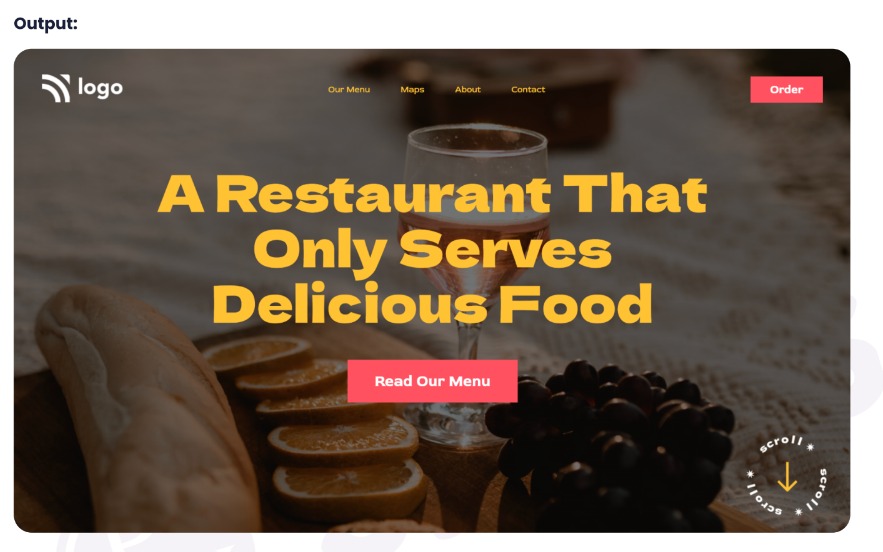 Output:
logo
Our Menu Maps About Contact
Order
A Restaurant That
Only Serves
Delicious Food
Read Our Menu
scroll * scroll * scroll * scroll *